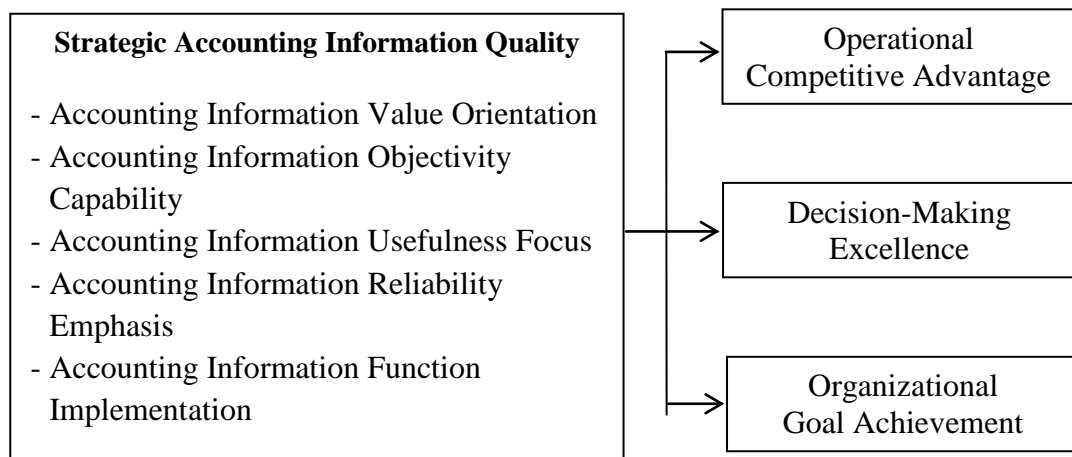 Strategic Accounting Information Quality
- Accounting Information Value Orientation
- Accounting Information Objectivity
Capability
- Accounting Information Usefulness Focus
- Accounting Information Reliability
Emphasis
- Accounting Information Function
Implementation
Operational
Competitive Advantage
Decision-Making
Excellence
Organizational
Goal Achievement